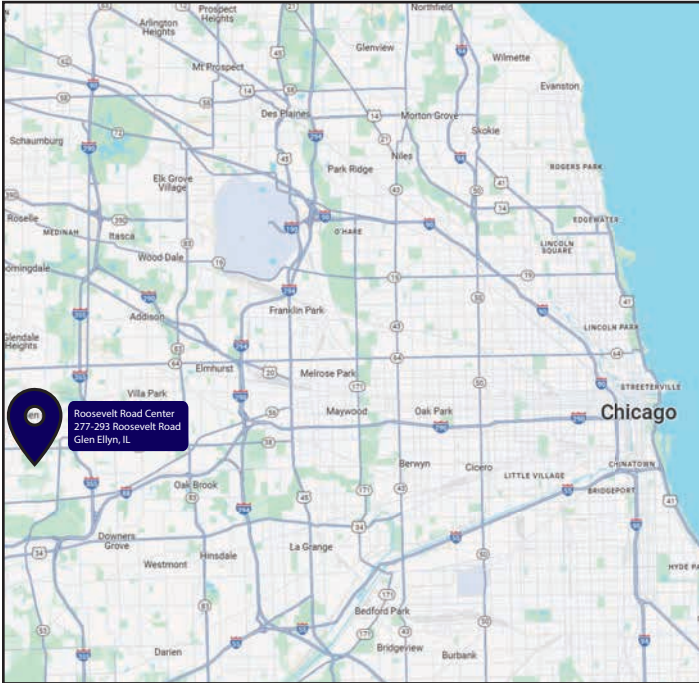 Prospect
Heights
Northfield
Arlington
Heights
Glenview
Wilmette
Mt Prospect
Evanston
Des Plaines
Morton Grove
Skokie
Schaumburg
Niles
Park Ridge
ROGERS PARK
Elk Grove
Village
Roselle
MEDINAH
Itasca
O'HARE
EDGEWATER
LINCOLN
SQUARE
Wood Dale
oomingdale
Addison
Franklin Park
LINCOLN PARK
Glendale
Heights
Elmhurst
Melrose Park
STREETERVILLE
Villa Park
Maywood
Oak Park
Chicago
en
Roosevelt Road Center
277-293 Roosevelt Road
Glen Ellyn, IL
Berwyn
Cicero
LITTLE VILLAGE
CHINATOWN
BRIDGEPORT
Oak Brook
Downers
Grove
Westmont
Hinsdale
La Grange
HYDE PA
Bedford Park
Bridgeview
Burbank
Darien